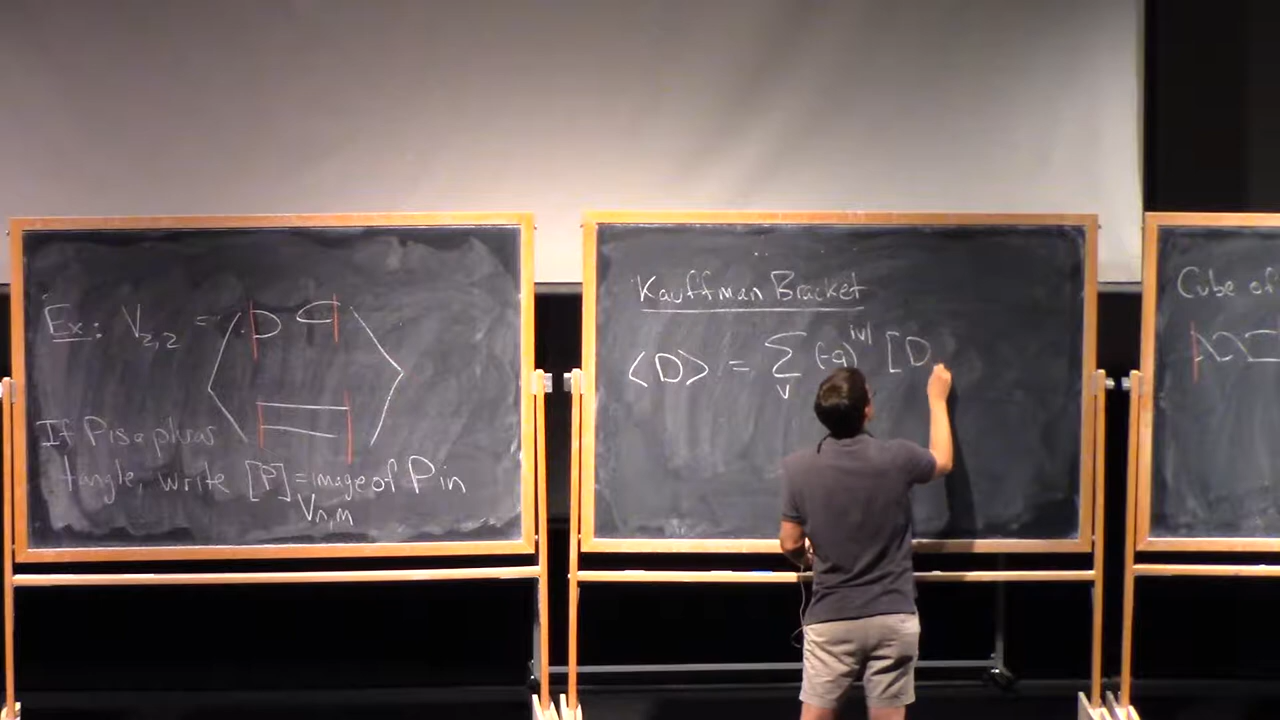 Ex: V2,2 =
If P is a planar
tangle, write [P] = image of P in
Vn,m
Kauffman Bracket
<D> = Σ (-q)^|v| [D
v
Cube of